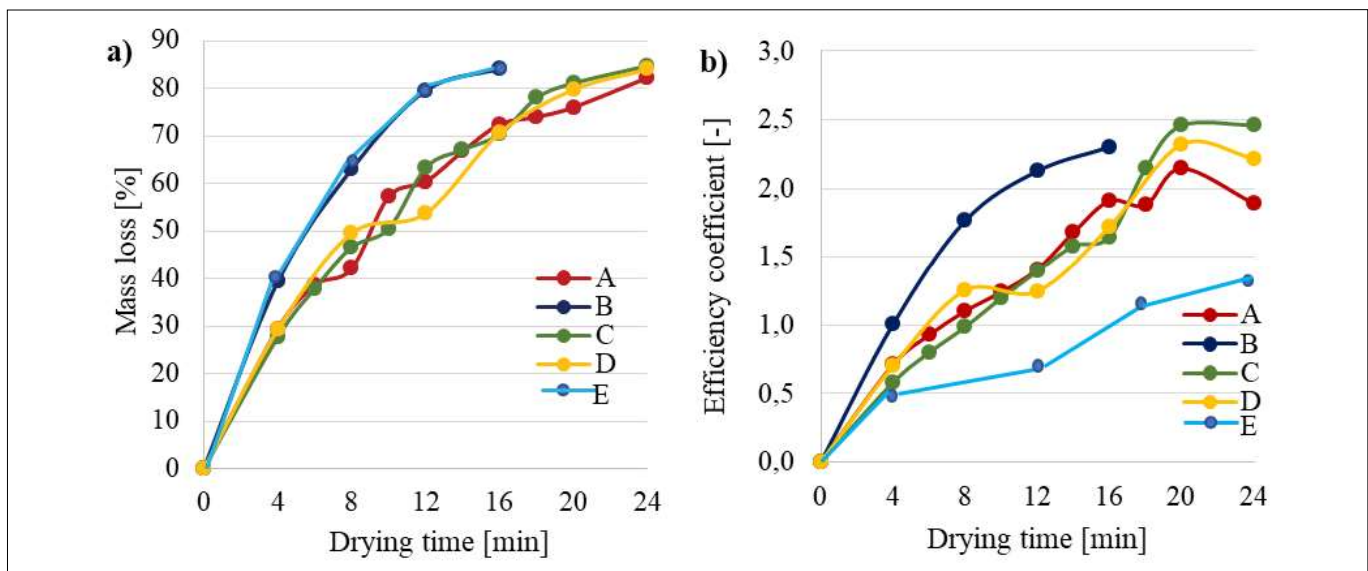 a)
Mass loss [%]
90
80
70
60
50
40
30
20
10
0
0 4 8 12 16 20 24
Drying time [min]
A
B
C
D
E
b)
Efficiency coefficient [-]
3,0
2,5
2,0
1,5
1,0
0,5
0,0
0 4 8 12 16 20 24
Drying time [min]
A
B
C
D
E